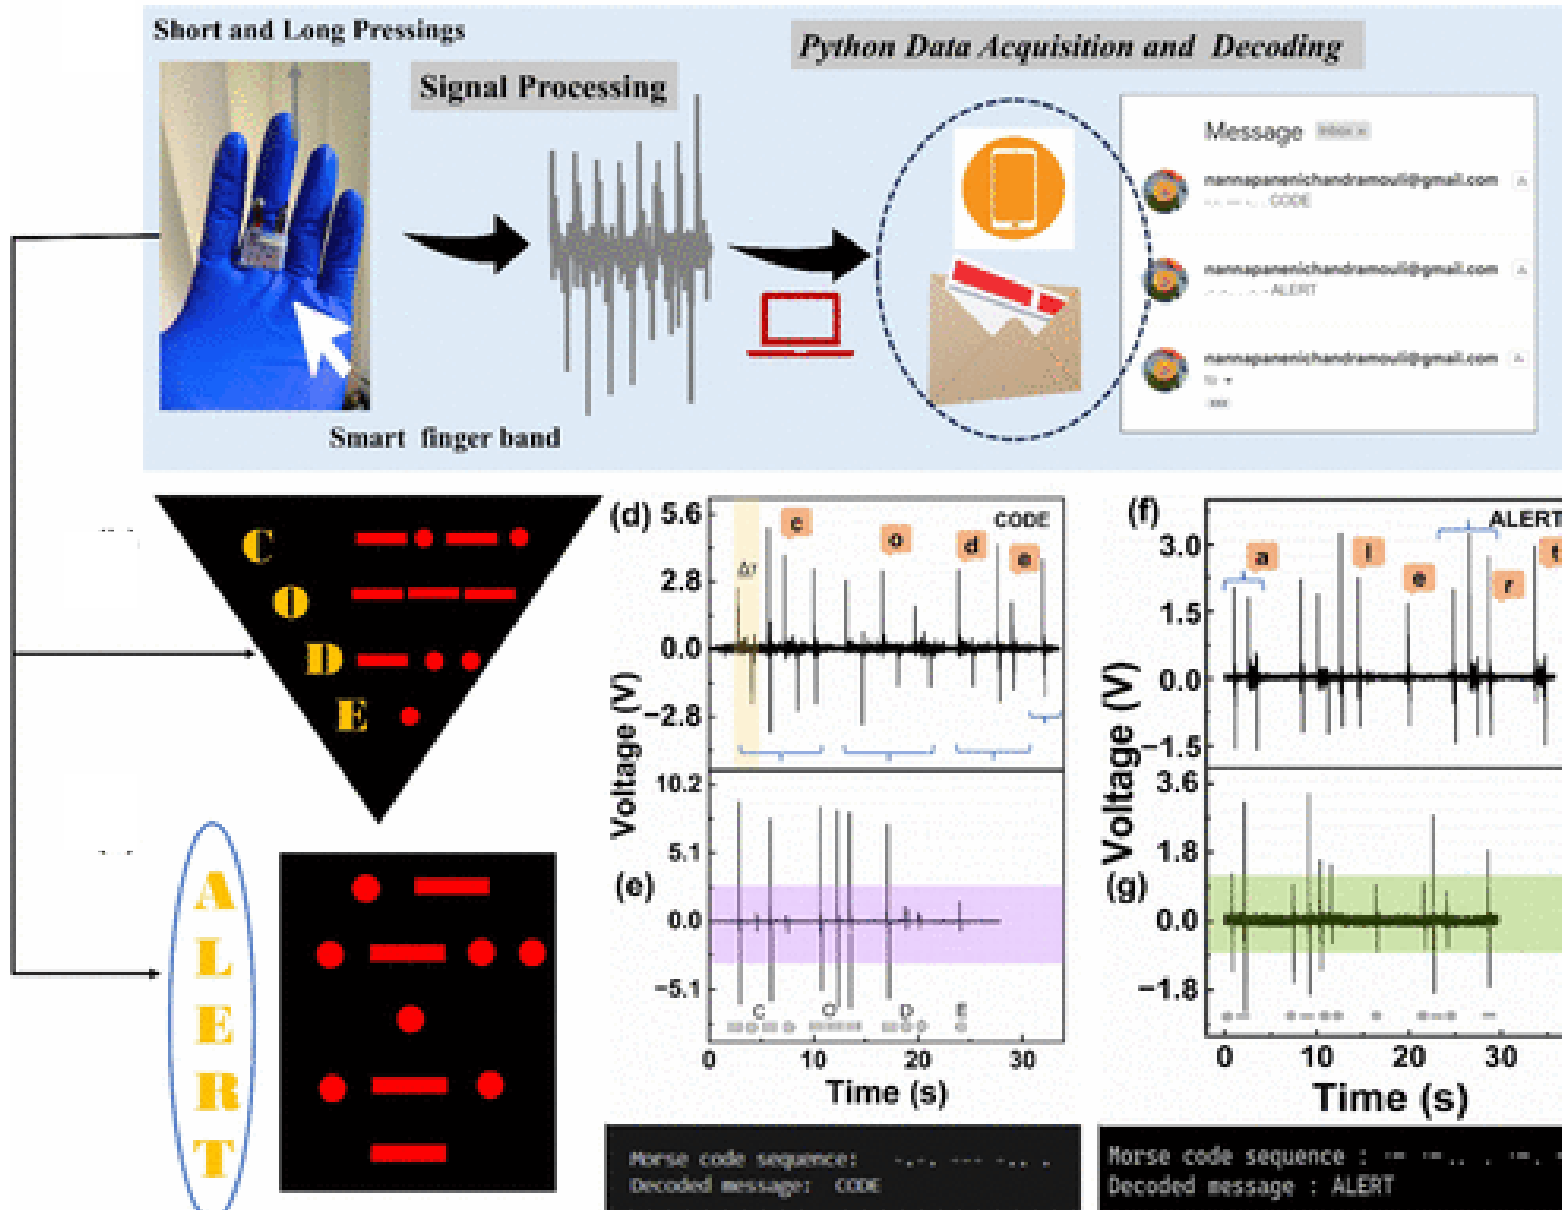 Short and Long Pressings
Signal Processing
Python Data Acquisition and Decoding
Smart finger band
Message
nannapanenichandramouli@gmail.com
-.-. --- -.. . CODE
nannapanenichandramouli@gmail.com
ALERT
nannapanenichandramouli@gmail.com
to
C
O
D
E
A
L
E
R
T
(d)
CODE
5.6
2.8
0.0
−2.8
Δt
c
o
d
e
(e)
10.2
5.1
0.0
−5.1
C O D E
0 10 20 30
Voltage (V)
Time (s)
(f)
ALERT
3.0
1.5
0.0
−1.5
a
l
e
r
t
(g)
3.6
1.8
0.0
−1.8
0 10 20 30
Voltage (V)
Time (s)
Morse code sequence: -.-. --- -.. .
Decoded message: CODE
Morse code sequence : .- .-.. . .-. -
Decoded message : ALERT